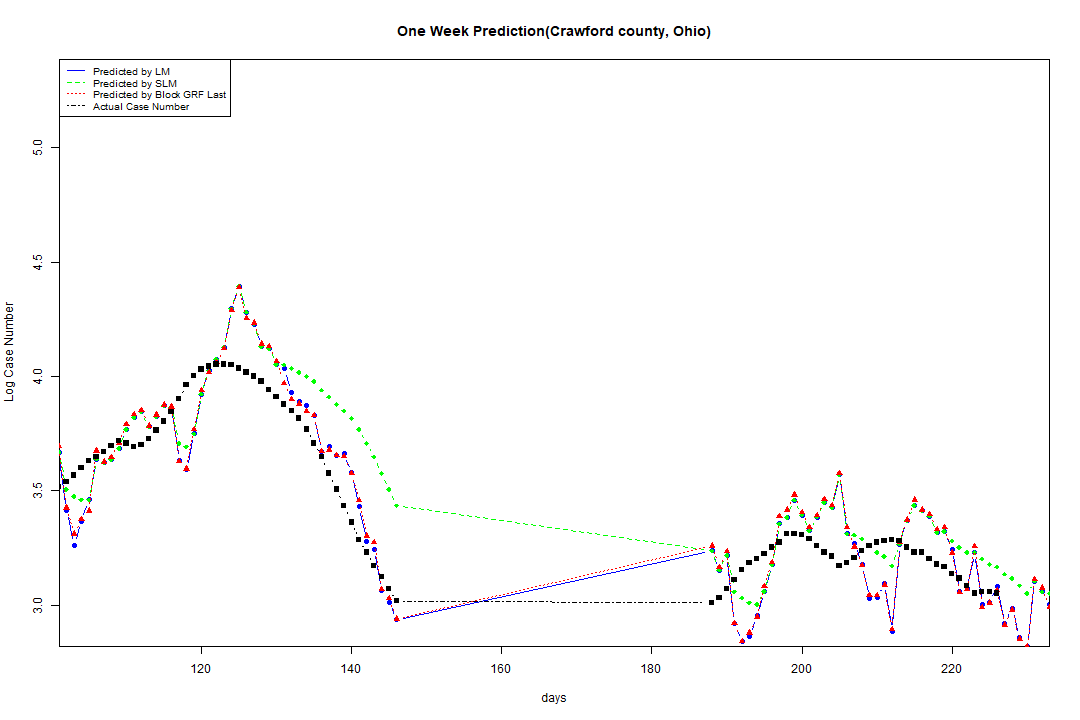 One Week Prediction(Crawford county, Ohio)
Predicted by LM
Predicted by SLM
Predicted by Block GRF Last
Actual Case Number
5.0
4.5
4.0
3.5
3.0
Log Case Number
120 140 160 180 200 220
days